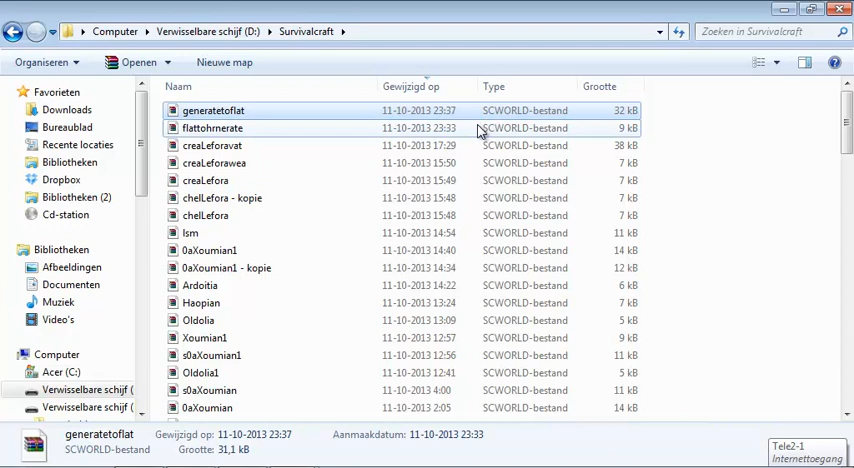 Computer ▸ Verwisselbare schijf (D:) ▸ Survivalcraft ▸
Zoeken in Survivalcraft
Organiseren ▾ Openen ▾ Nieuwe map
Naam Gewijzigd op Type Grootte
Favorieten
Downloads
Bureaublad
Recente locaties
Bibliotheken
Dropbox
Bibliotheken (2)
Cd-station
Bibliotheken
Afbeeldingen
Documenten
Muziek
Video's
Computer
Acer (C:)
Verwisselbare schijf (
Verwisselbare schijf (
generatetoflat 11-10-2013 23:37 SCWORLD-bestand 32 kB
flattohrnerate 11-10-2013 23:33 SCWORLD-bestand 9 kB
creaLeforavat 11-10-2013 17:29 SCWORLD-bestand 38 kB
creaLeforawea 11-10-2013 15:50 SCWORLD-bestand 7 kB
creaLefora 11-10-2013 15:49 SCWORLD-bestand 7 kB
chelLefora - kopie 11-10-2013 15:48 SCWORLD-bestand 7 kB
chelLefora 11-10-2013 15:48 SCWORLD-bestand 7 kB
lsm 11-10-2013 14:54 SCWORLD-bestand 11 kB
0aXoumian1 11-10-2013 14:40 SCWORLD-bestand 14 kB
0aXoumian1 - kopie 11-10-2013 14:34 SCWORLD-bestand 12 kB
Ardoitia 11-10-2013 14:22 SCWORLD-bestand 6 kB
Haopian 11-10-2013 13:24 SCWORLD-bestand 7 kB
Oldolia 11-10-2013 13:09 SCWORLD-bestand 5 kB
Xoumian1 11-10-2013 12:57 SCWORLD-bestand 9 kB
s0aXoumian1 11-10-2013 12:56 SCWORLD-bestand 11 kB
Oldolia1 11-10-2013 12:41 SCWORLD-bestand 5 kB
s0aXoumian 11-10-2013 4:00 SCWORLD-bestand 11 kB
0aXoumian 11-10-2013 2:05 SCWORLD-bestand 14 kB
generatetoflat Gewijzigd op: 11-10-2013 23:37 Aanmaakdatum: 11-10-2013 23:33
SCWORLD-bestand Grootte: 31,1 kB
Tele2-1
Internettoegang